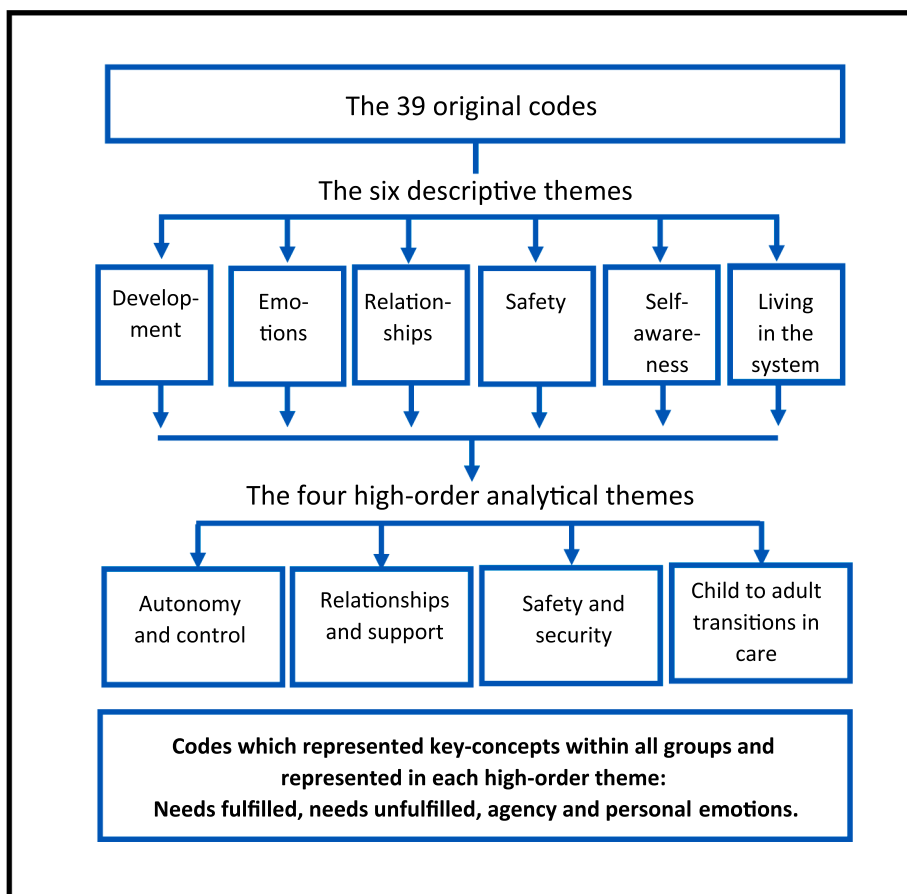 The 39 original codes
The six descriptive themes
Develop-
ment
Emo-
tions
Relation-
ships
Safety
Self-
aware-
ness
Living
in the
system
The four high-order analytical themes
Autonomy
and control
Relationships
and support
Safety and
security
Child to adult
transitions in
care
Codes which represented key-concepts within all groups and
represented in each high-order theme:
Needs fulfilled, needs unfulfilled, agency and personal emotions.